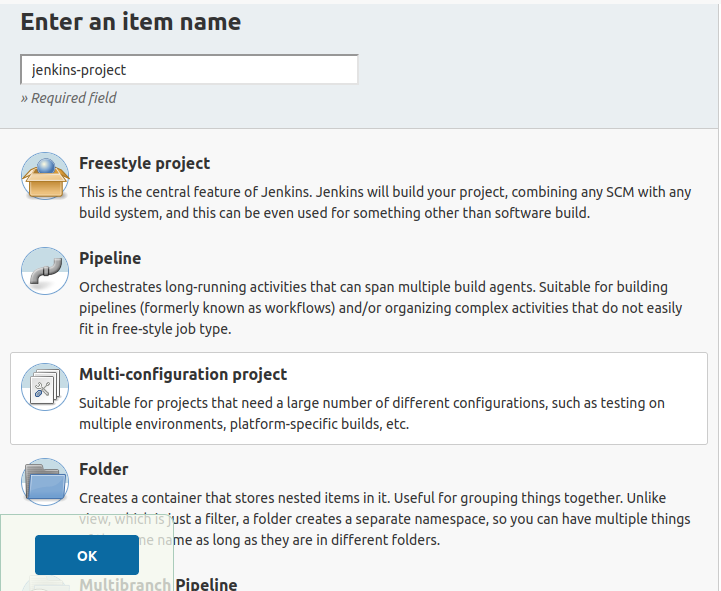 Enter an item name
jenkins-project
» Required field
Freestyle project
This is the central feature of Jenkins. Jenkins will build your project, combining any SCM with any
build system, and this can be even used for something other than software build.
Pipeline
Orchestrates long-running activities that can span multiple build agents. Suitable for building
pipelines (formerly known as workflows) and/or organizing complex activities that do not easily
fit in free-style job type.
Multi-configuration project
Suitable for projects that need a large number of different configurations, such as testing on
multiple environments, platform-specific builds, etc.
Folder
Creates a container that stores nested items in it. Useful for grouping things together. Unlike
view, which is just a filter, a folder creates a separate namespace, so you can have multiple things
name as long as they are in different folders.
OK
Multibranch Pipeline